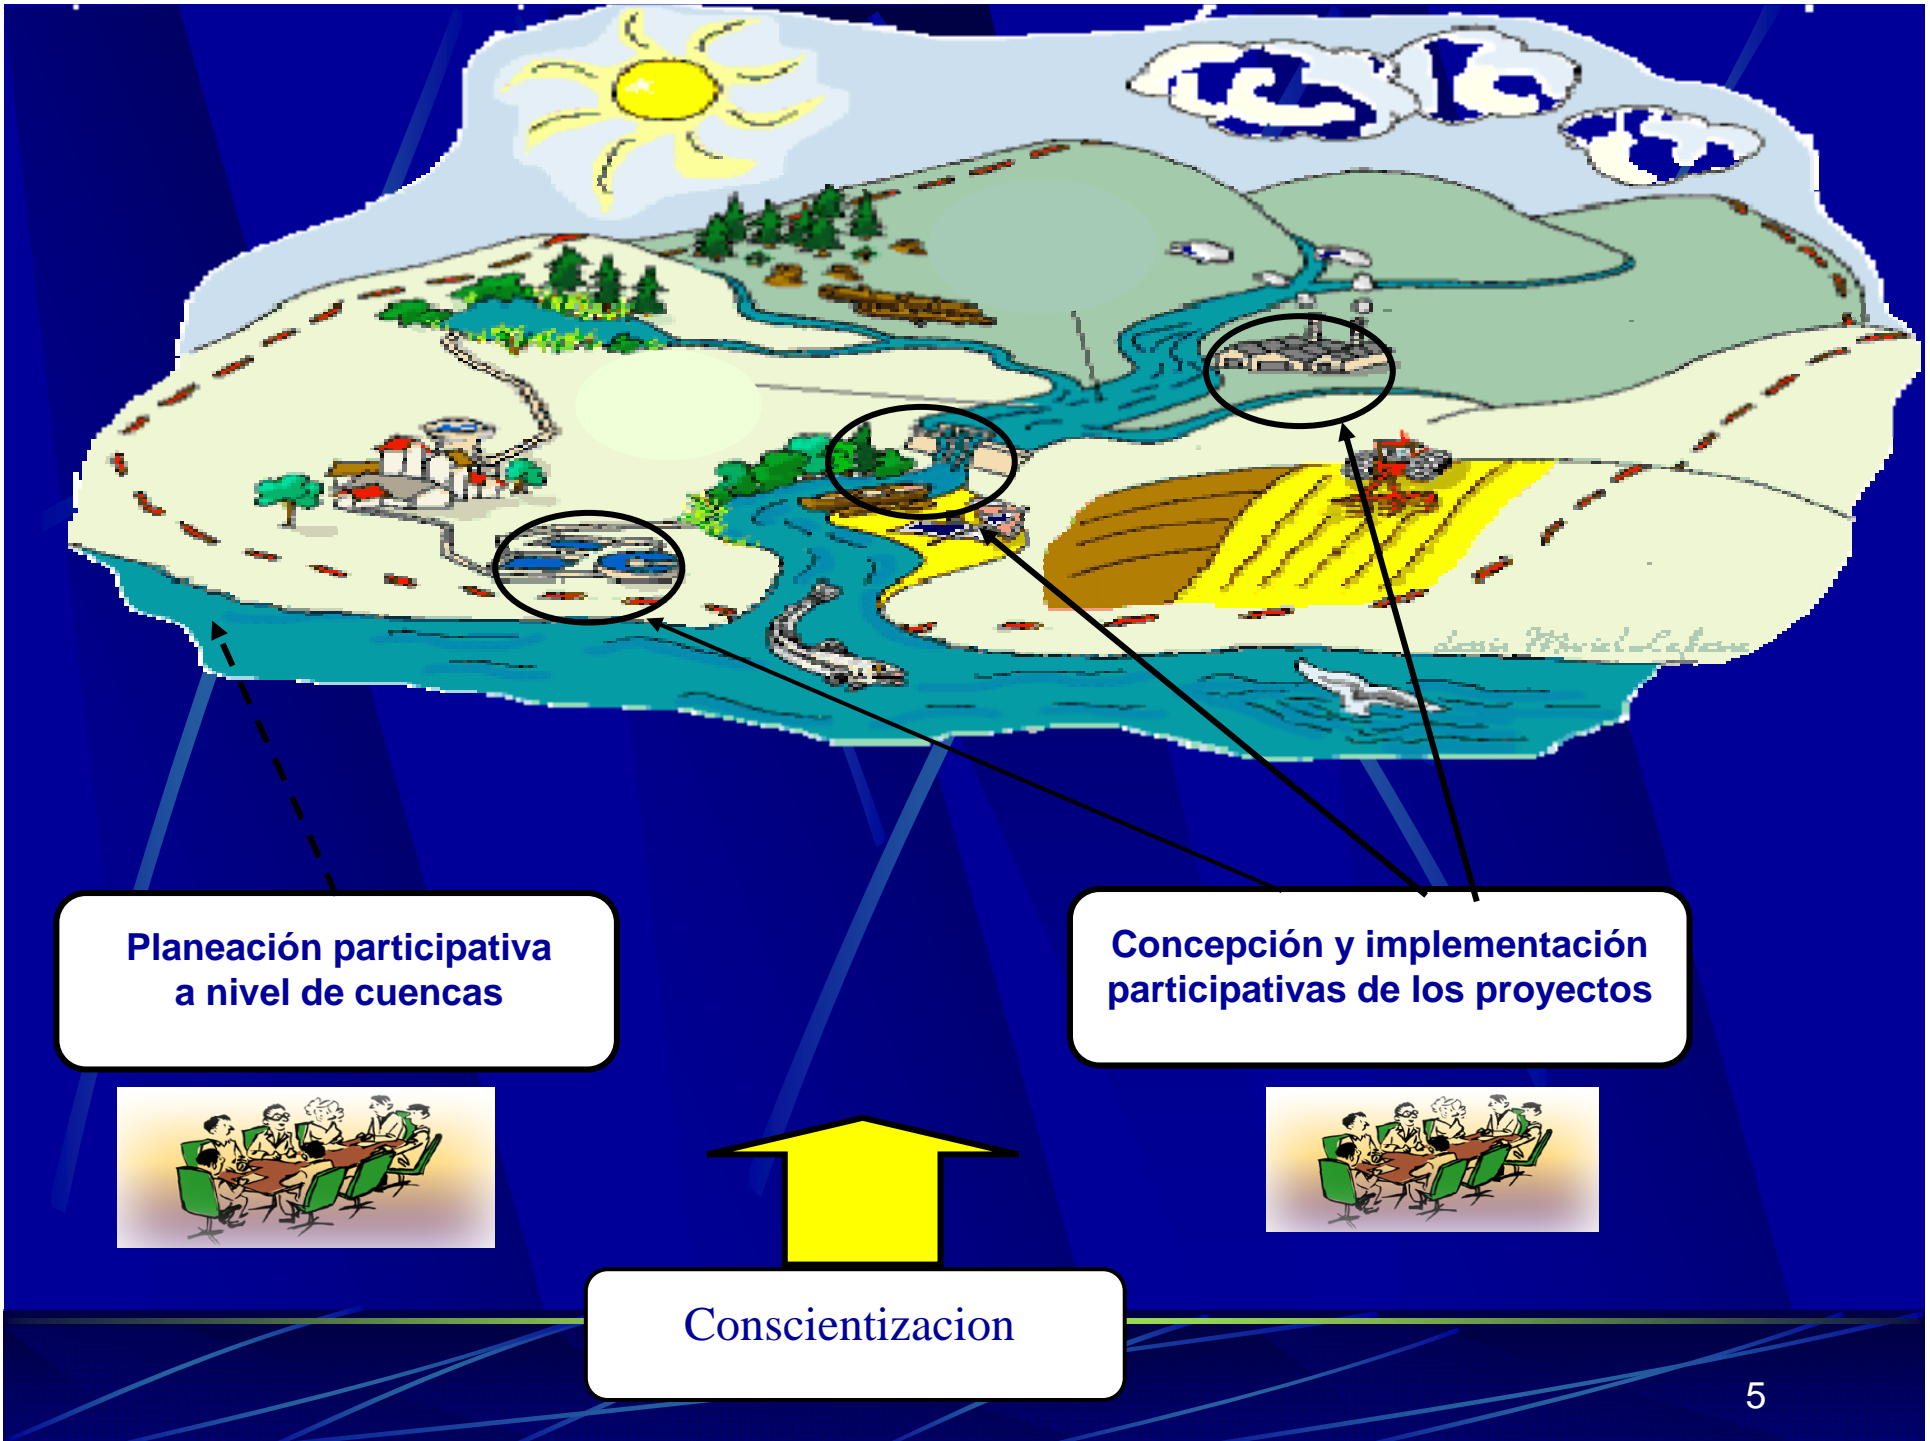 Planeación participativa
a nivel de cuencas
Concepción y implementación
participativas de los proyectos
Conscientizacion
5